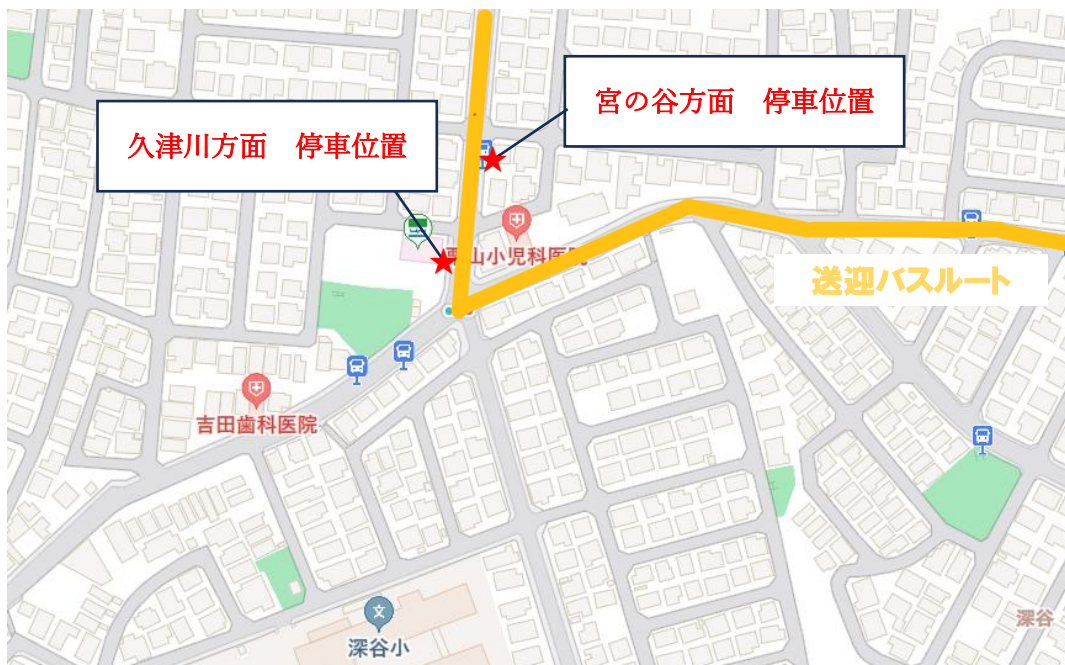 宮の谷方面　停車位置
久津川方面　停車位置
山小児科医院
送迎バスルート
吉田歯科医院
文
深谷小
深谷